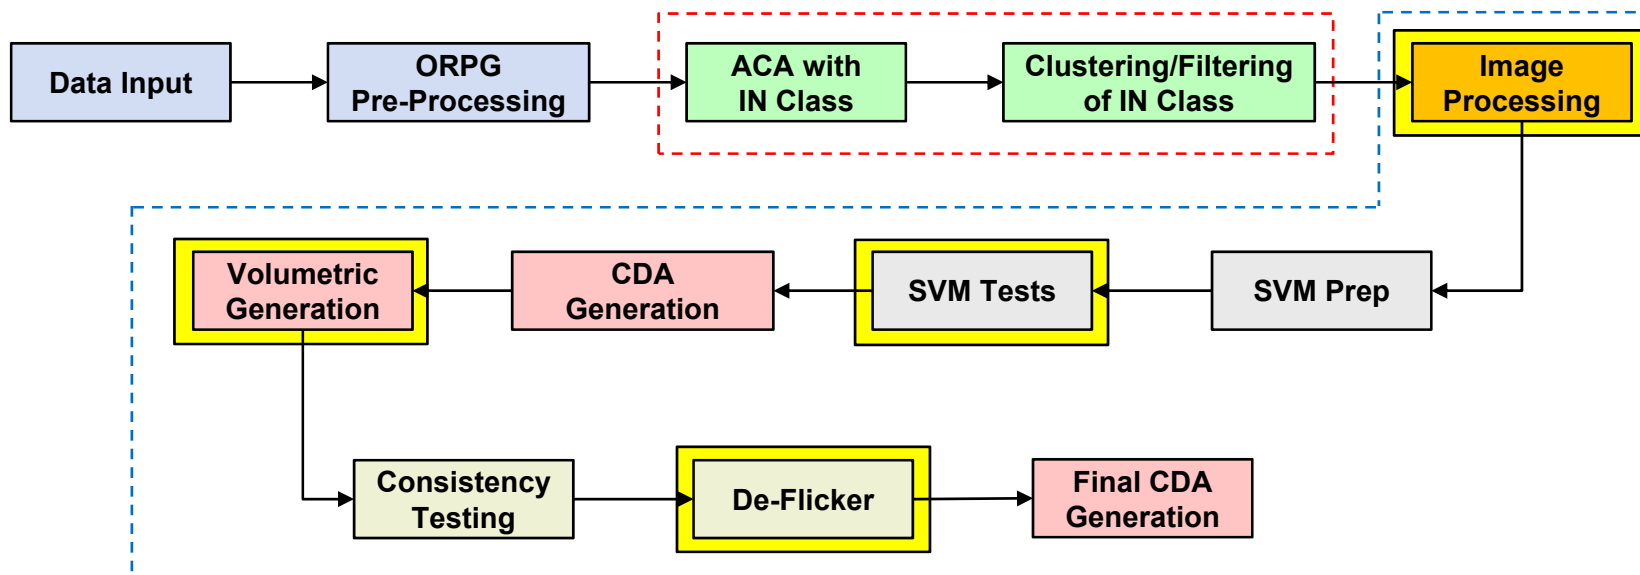 Data Input
ORPG
Pre-Processing
ACA with
IN Class
Clustering/Filtering
of IN Class
Image
Processing
Volumetric
Generation
CDA
Generation
SVM Tests
SVM Prep
Consistency
Testing
De-Flicker
Final CDA
Generation